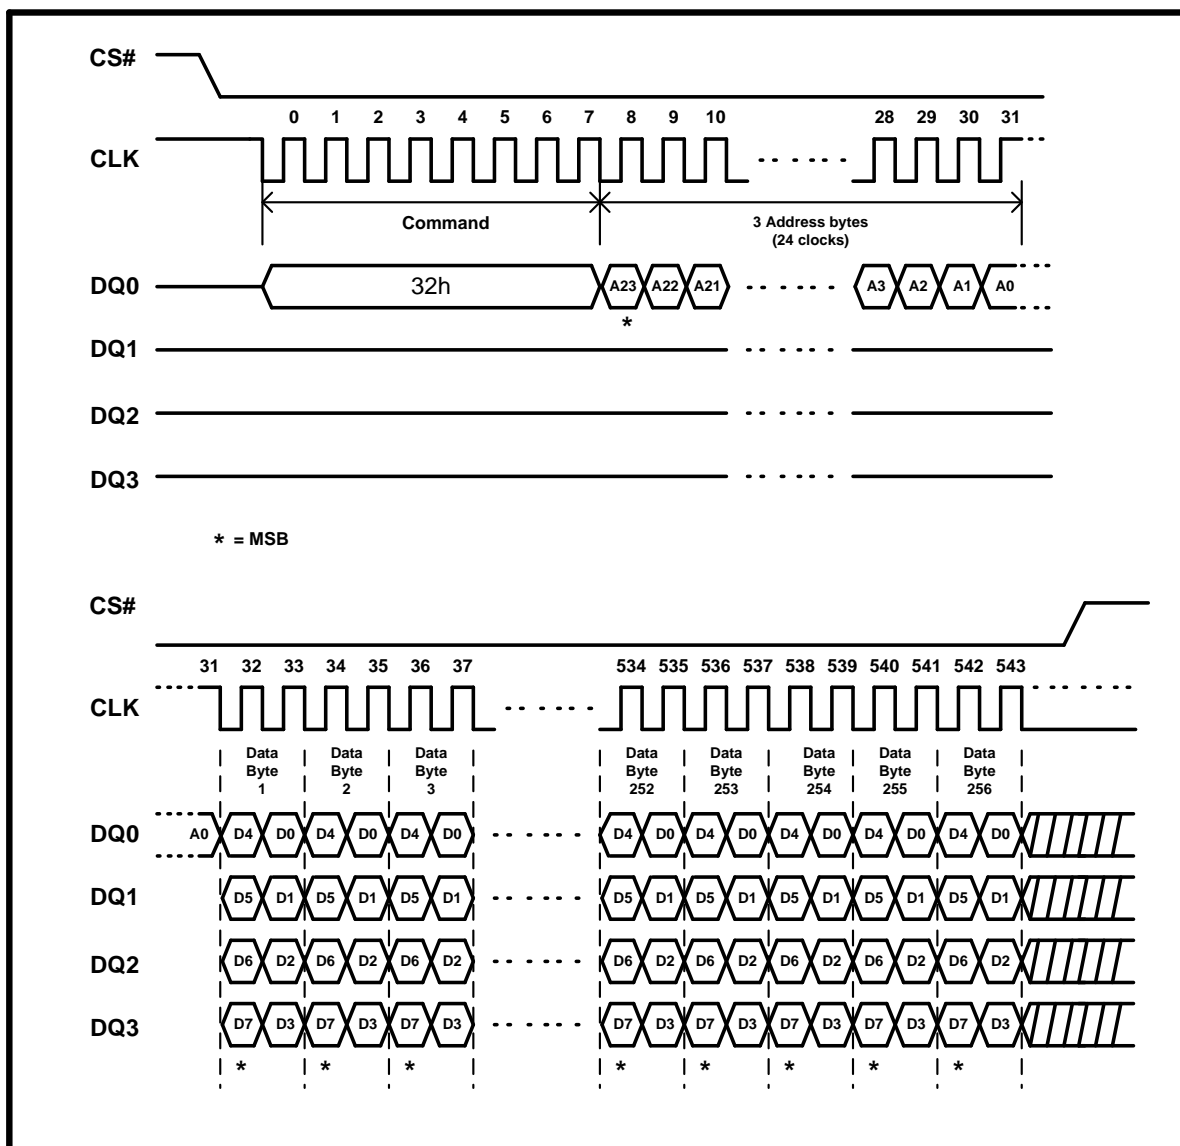 CS#
0 1 2 3 4 5 6 7 8 9 10 28 29 30 31
CLK
Command
3 Address bytes
(24 clocks)
DQ0 32h A23 A22 A21 A3 A2 A1 A0
*
DQ1
DQ2
DQ3
* = MSB
CS#
31 32 33 34 35 36 37 534 535 536 537 538 539 540 541 542 543
CLK
Data Data Data Data Data Data Data Data
Byte Byte Byte Byte Byte Byte Byte Byte
1 2 3 252 253 254 255 256
DQ0 A0 D4 D0 D4 D0 D4 D0 D4 D0 D4 D0 D4 D0 D4 D0 D4 D0
DQ1 D5 D1 D5 D1 D5 D1 D5 D1 D5 D1 D5 D1 D5 D1 D5 D1
DQ2 D6 D2 D6 D2 D6 D2 D6 D2 D6 D2 D6 D2 D6 D2 D6 D2
DQ3 D7 D3 D7 D3 D7 D3 D7 D3 D7 D3 D7 D3 D7 D3 D7 D3
* * * * * * * *